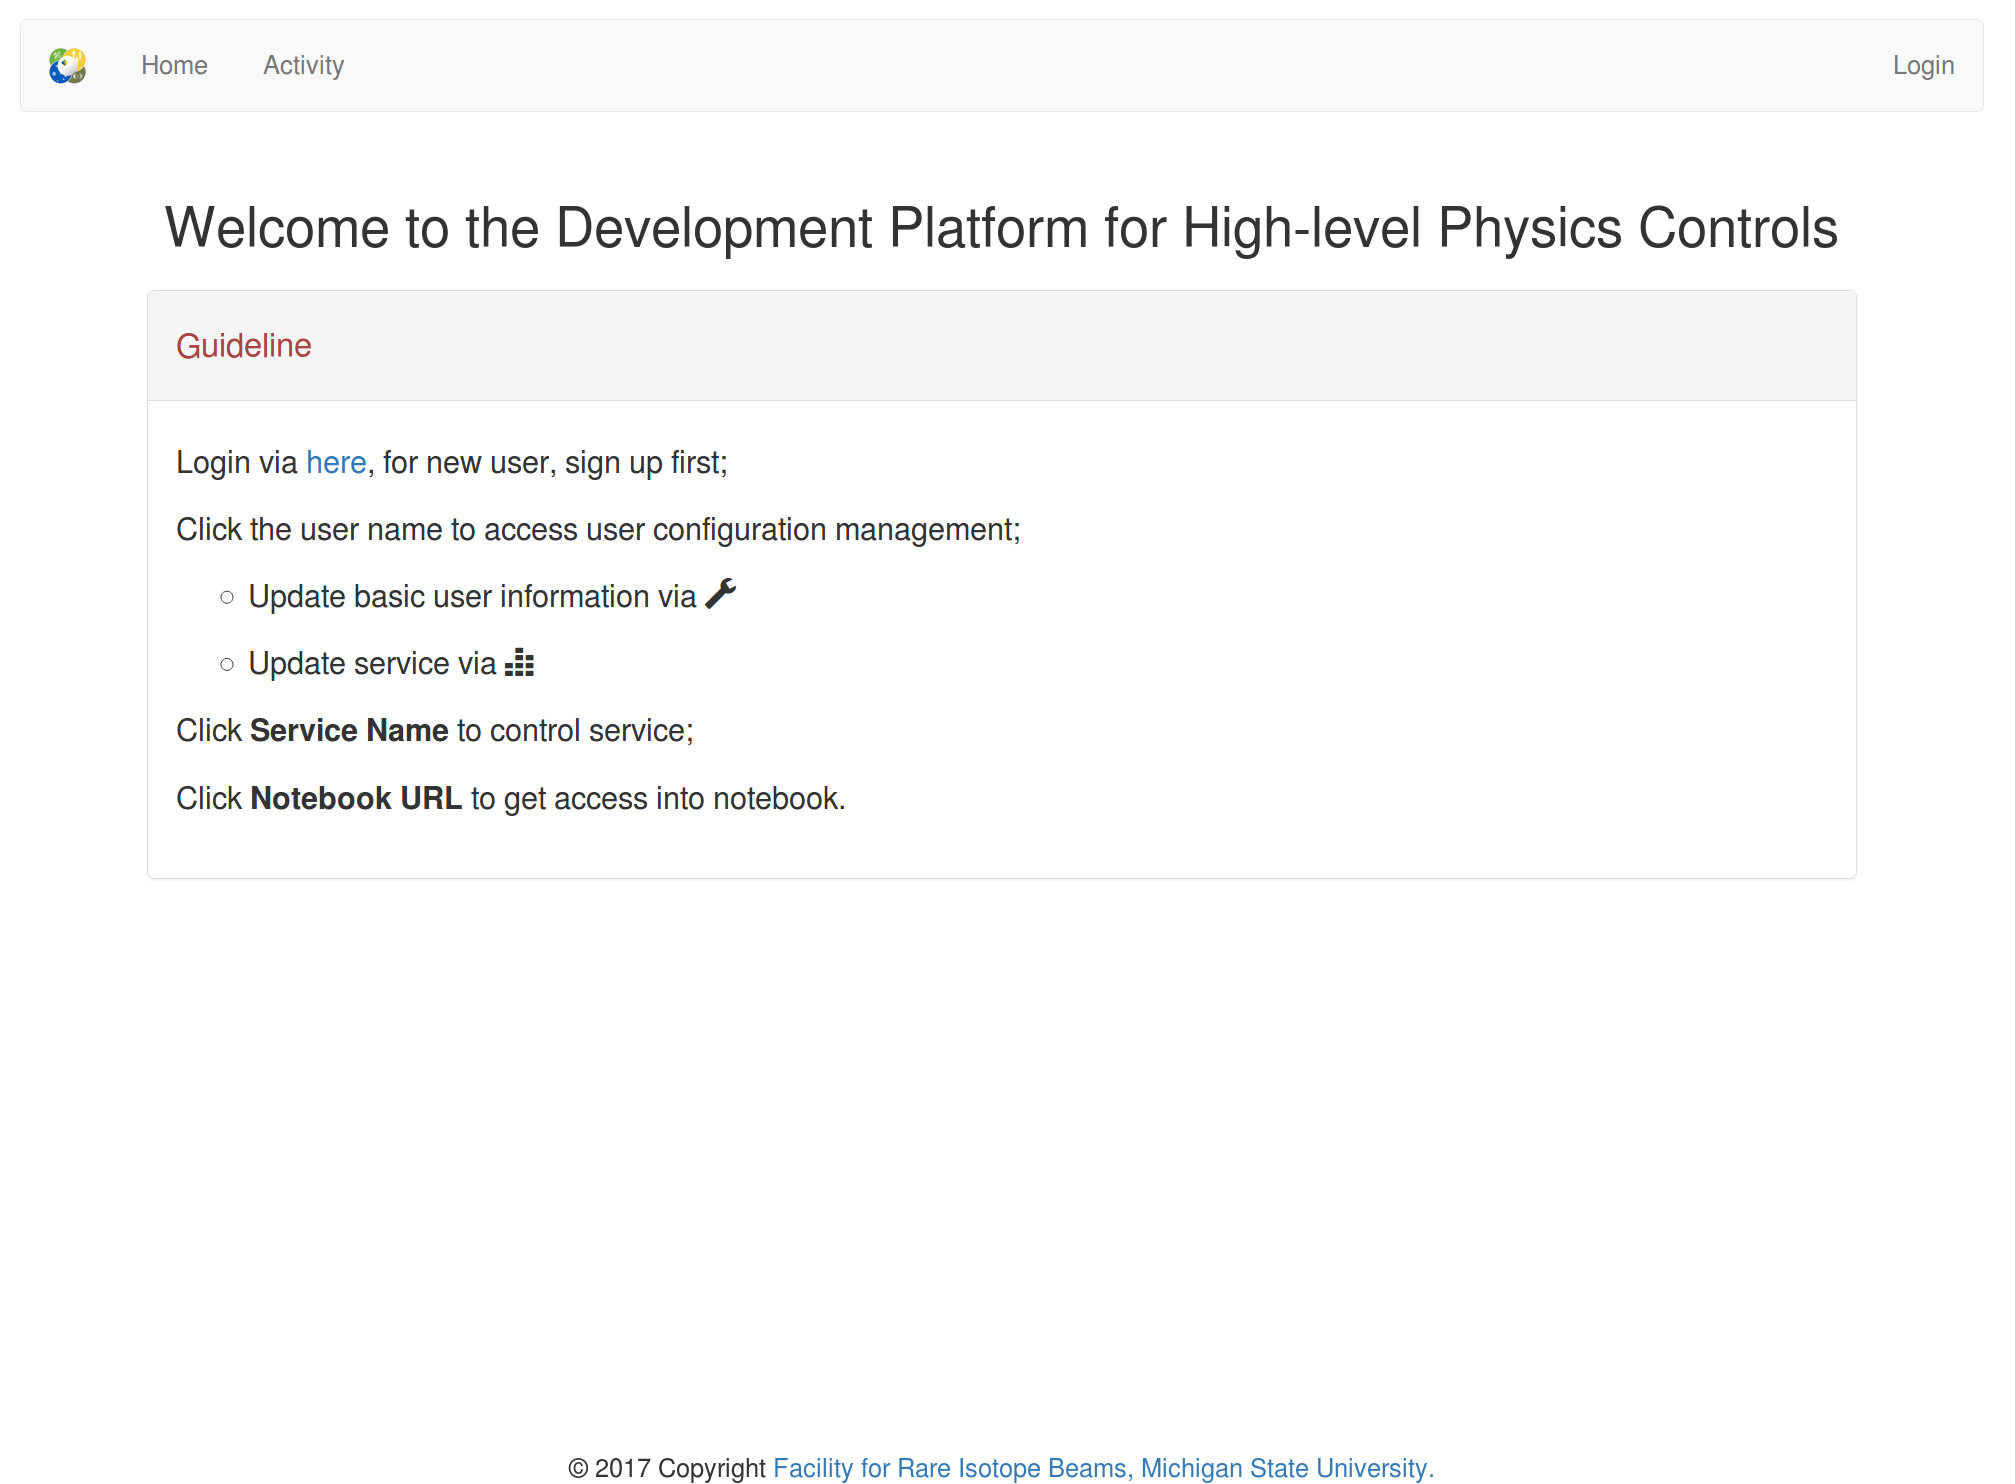 Home Activity Login
Welcome to the Development Platform for High-level Physics Controls
Guideline
Login via here, for new user, sign up first;
Click the user name to access user configuration management;
Update basic user information via
Update service via
Click Service Name to control service;
Click Notebook URL to get access into notebook.
© 2017 Copyright Facility for Rare Isotope Beams, Michigan State University.